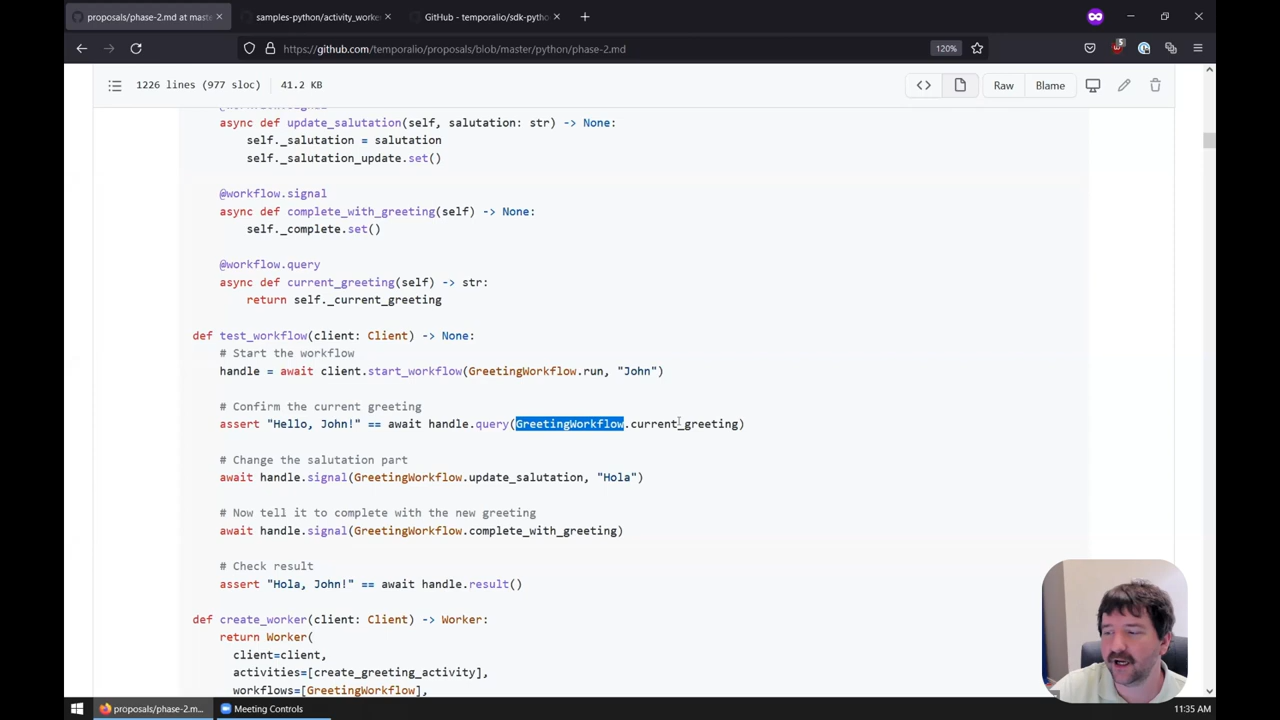 proposals/phase-2.md at mast
samples-python/activity_worke
GitHub - temporalio/sdk-pytho
https://github.com/temporalio/proposals/blob/master/python/phase-2.md
120%
5
1226 lines (977 sloc)
41.2 KB
Raw
Blame
@workflow.signal
async def update_salutation(self, salutation: str) -> None:
self._salutation = salutation
self._salutation_update.set()
@workflow.signal
async def complete_with_greeting(self) -> None:
self._complete.set()
@workflow.query
async def current_greeting(self) -> str:
return self._current_greeting
def test_workflow(client: Client) -> None:
# Start the workflow
handle = await client.start_workflow(GreetingWorkflow.run, "John")
# Confirm the current greeting
assert "Hello, John!" == await handle.query(GreetingWorkflow.current_greeting)
# Change the salutation part
await handle.signal(GreetingWorkflow.update_salutation, "Hola")
# Now tell it to complete with the new greeting
await handle.signal(GreetingWorkflow.complete_with_greeting)
# Check result
assert "Hola, John!" == await handle.result()
def create_worker(client: Client) -> Worker:
return Worker(
client=client,
activities=[create_greeting_activity],
workflows=[GreetingWorkflow],
proposals/phase-2.m...
Meeting Controls
11:35 AM